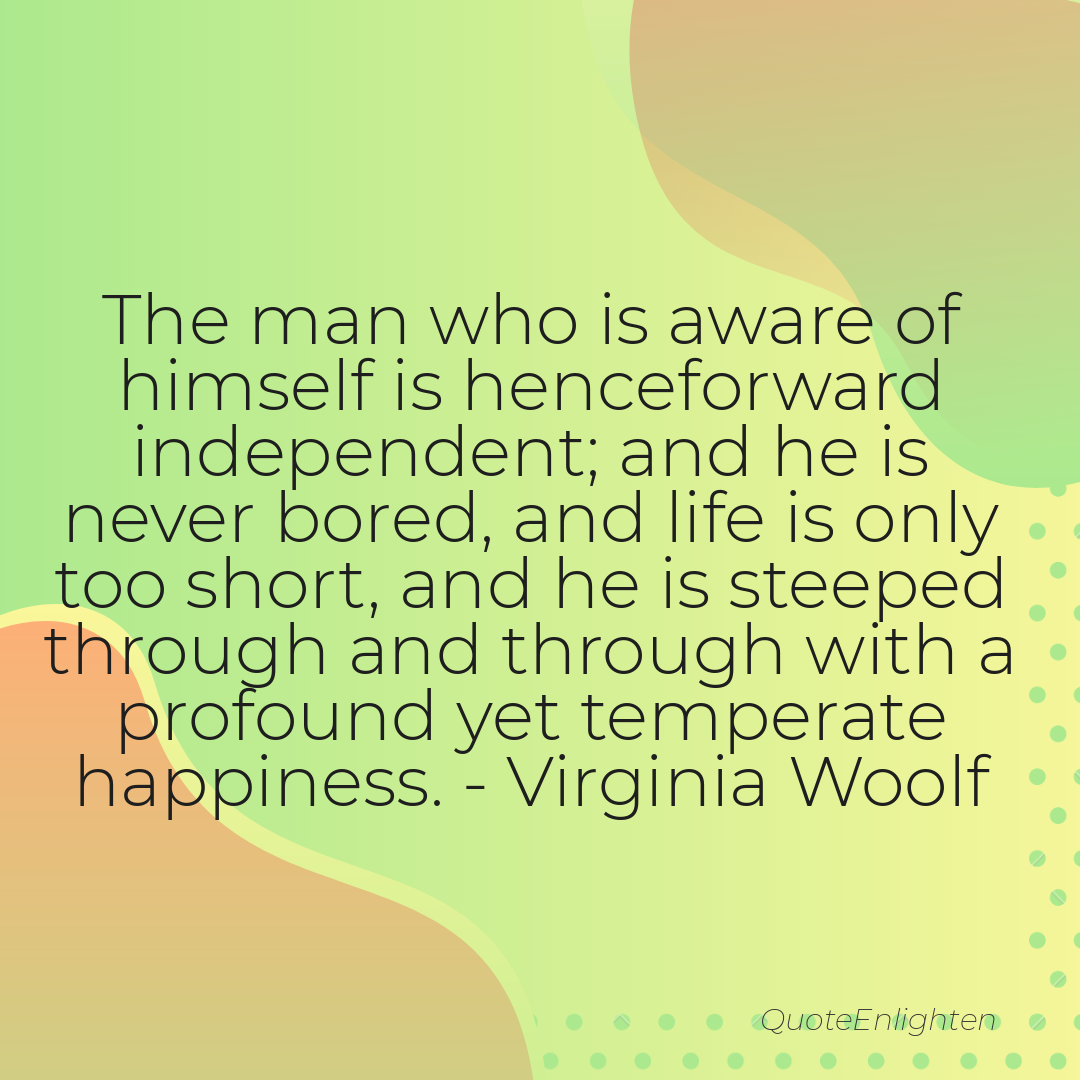 The man who is aware of
himself is henceforward
independent; and he is
never bored, and life is only
too short, and he is steeped
through and through with a
profound yet temperate
happiness. - Virginia Woolf
QuoteEnlighten